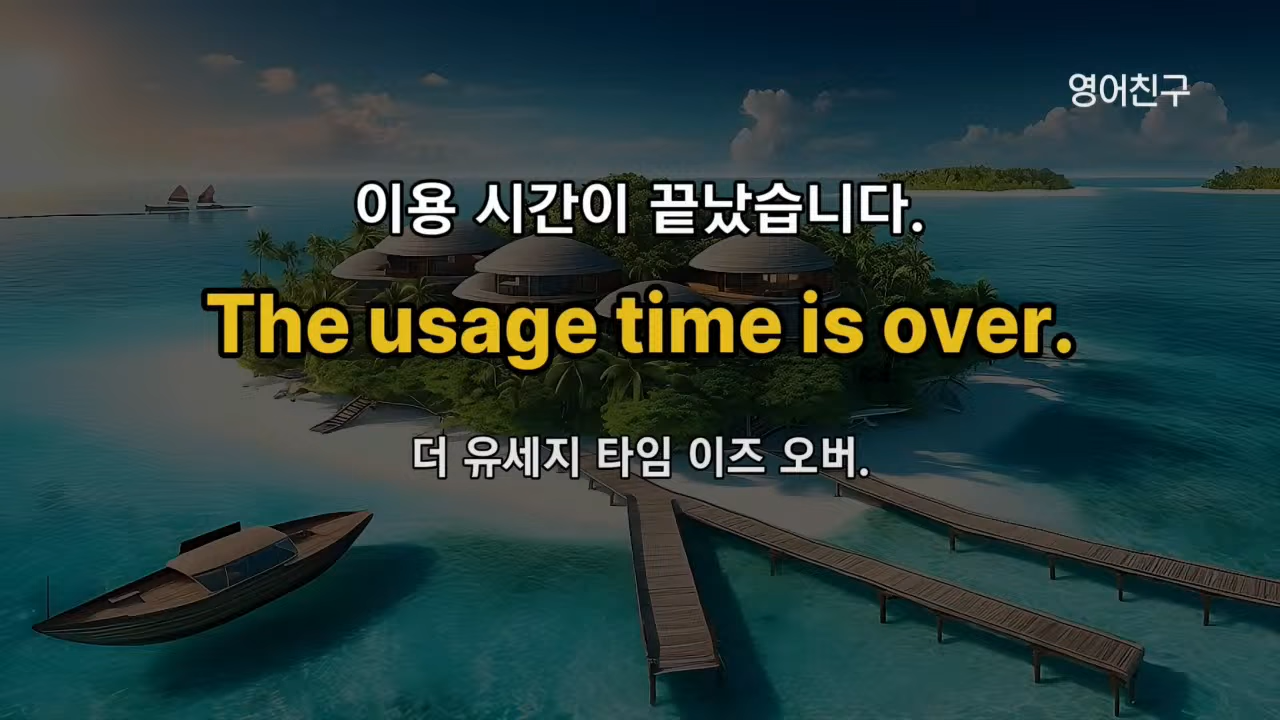 영어친구
이용 시간이 끝났습니다.
The usage time is over.
더 유세지 타임 이즈 오버.